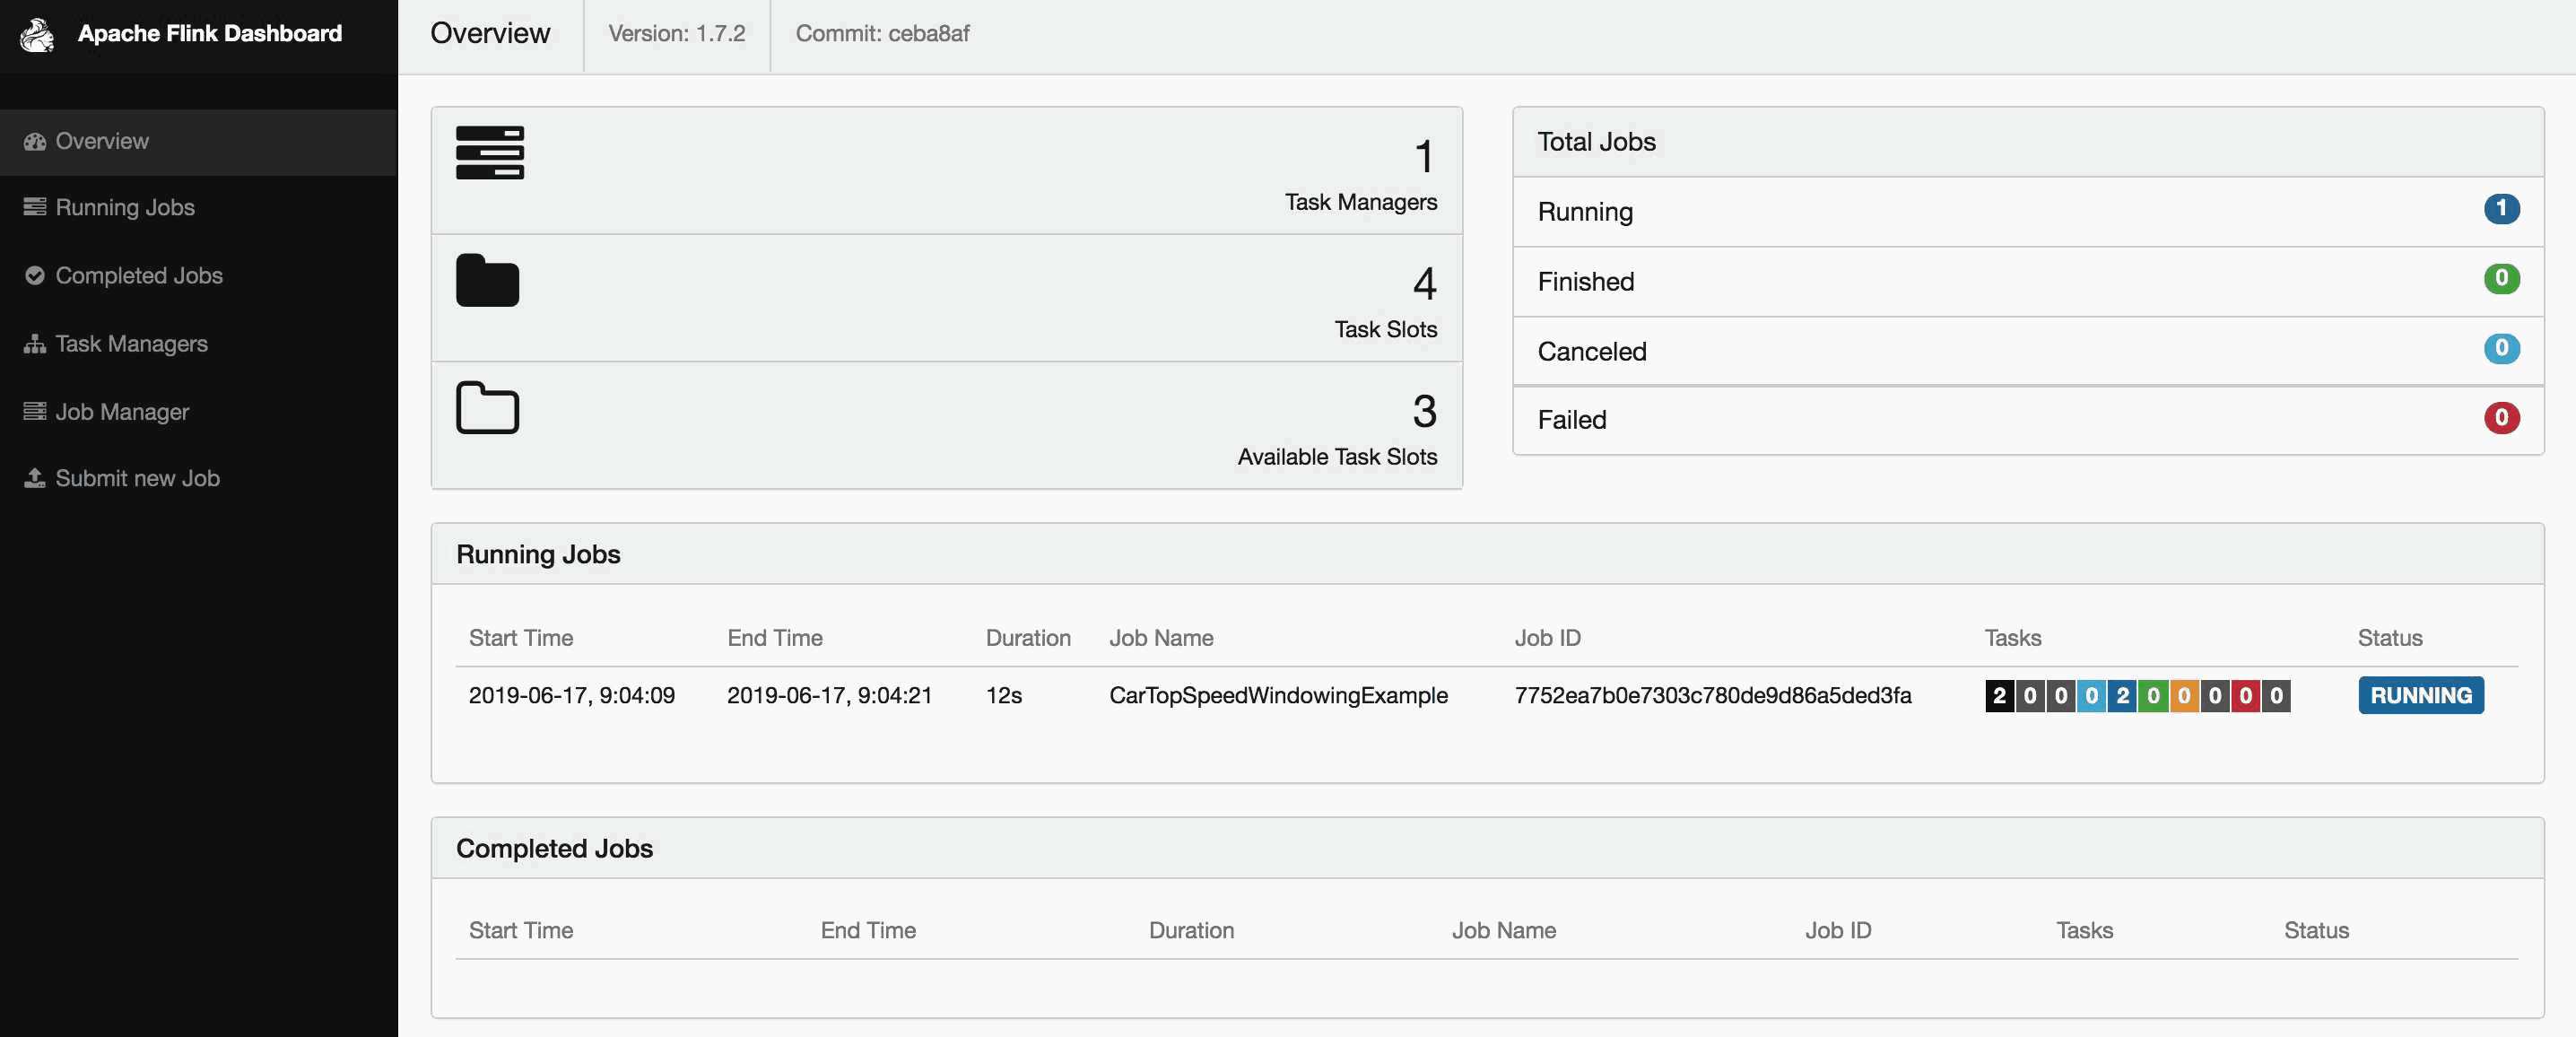 Apache Flink Dashboard
Overview
Running Jobs
Completed Jobs
Task Managers
Job Manager
Submit new Job
Overview Version: 1.7.2 Commit: ceba8af
1
Task Managers
4
Task Slots
3
Available Task Slots
Total Jobs
Running 1
Finished 0
Canceled 0
Failed 0
Running Jobs
Start Time End Time Duration Job Name Job ID Tasks Status
2019-06-17, 9:04:09 2019-06-17, 9:04:21 12s CarTopSpeedWindowingExample 7752ea7b0e7303c780de9d86a5ded3fa 2 0 0 0 2 0 0 0 0 0 RUNNING
Completed Jobs
Start Time End Time Duration Job Name Job ID Tasks Status